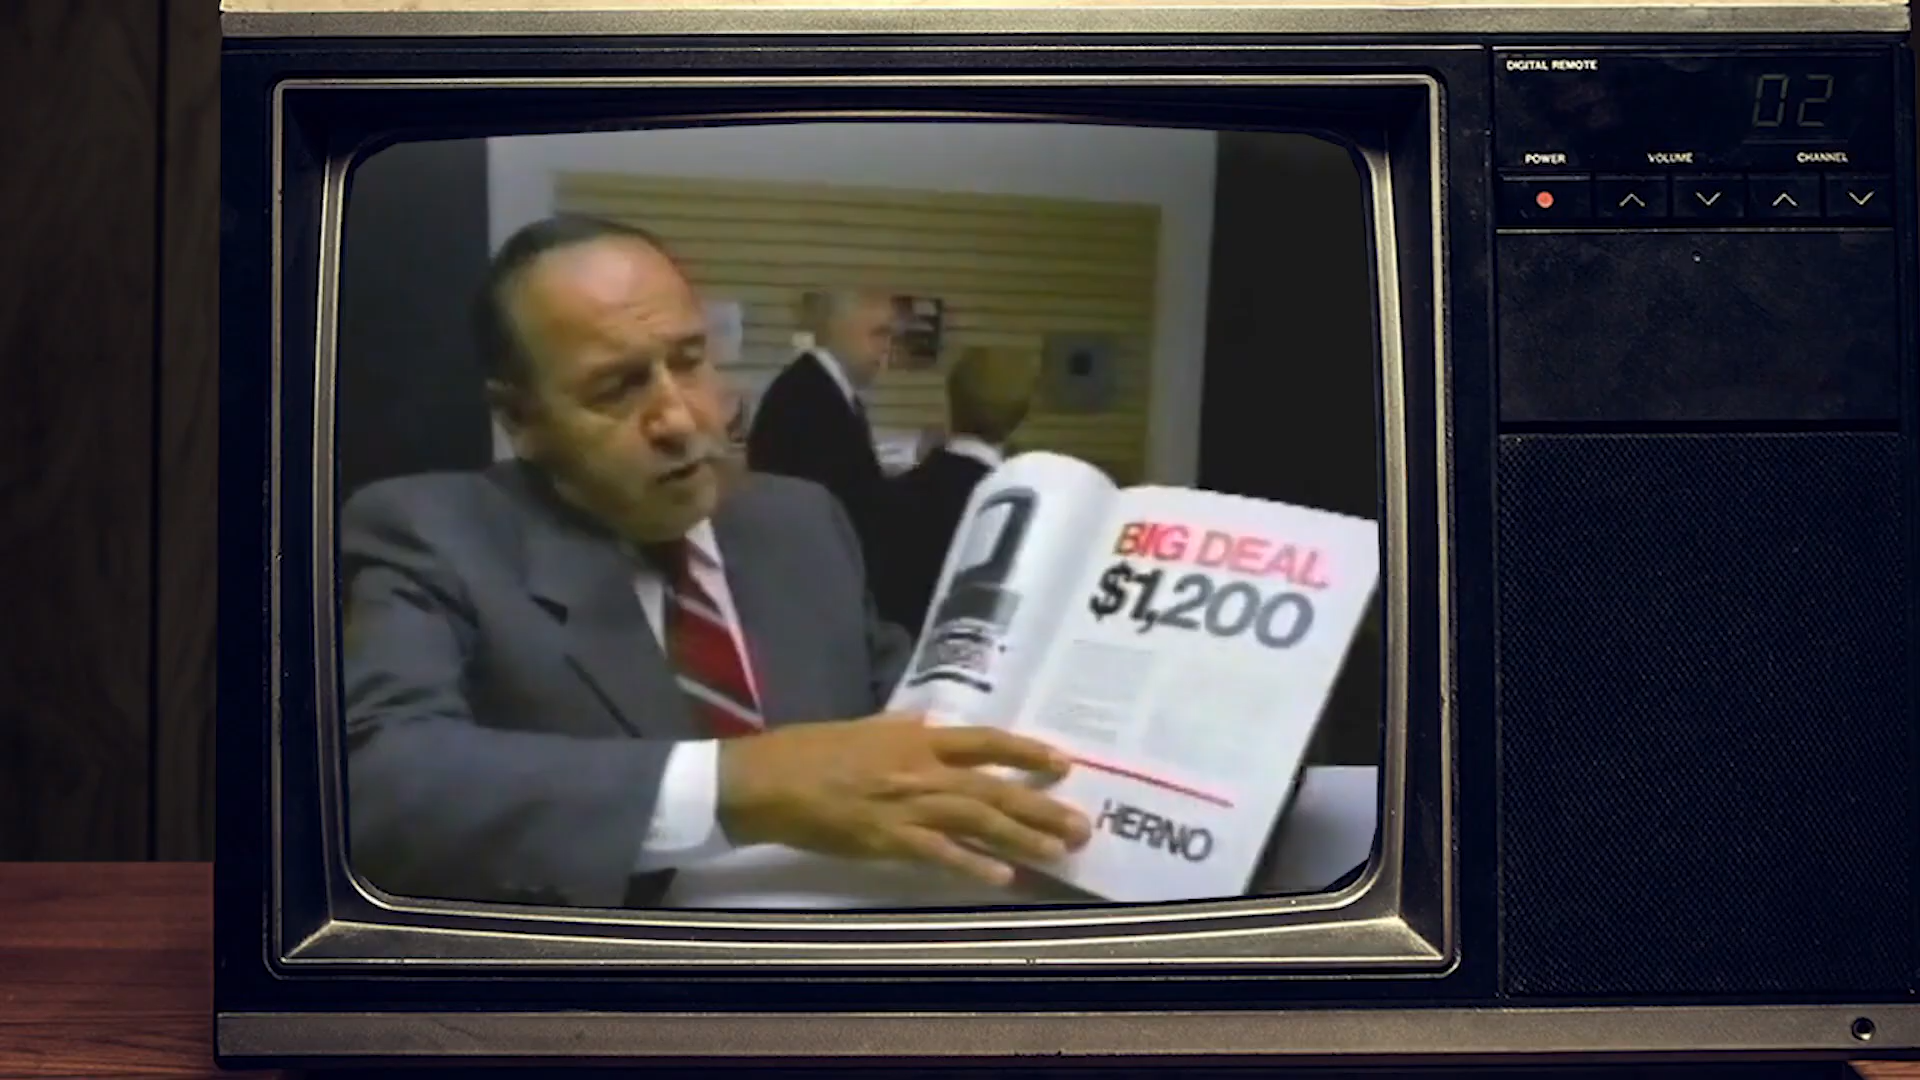 DIGITAL REMOTE
02
POWER VOLUME CHANNEL
BIG DEAL
$1,200
HERNO